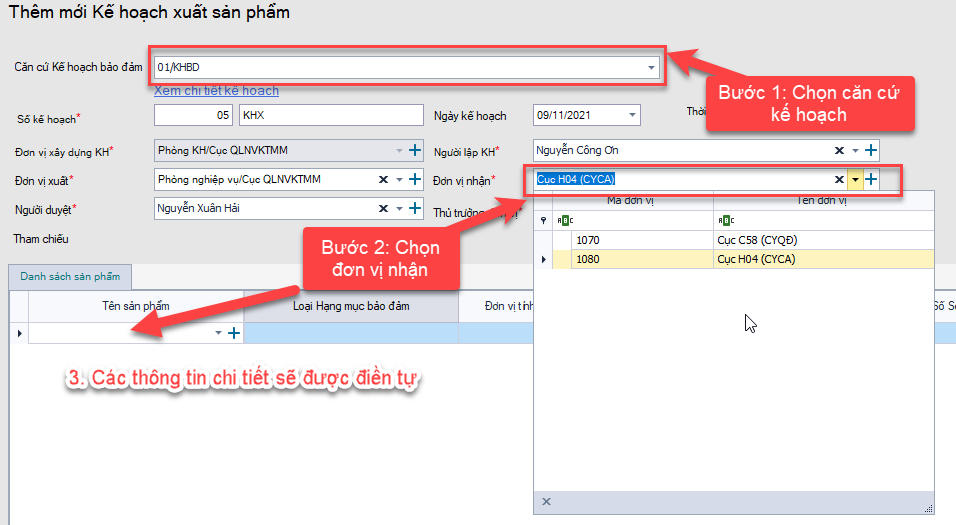 Thêm mới Kế hoạch xuất sản phẩm
Căn cứ Kế hoạch bảo đảm
01/KHBD
Xem chi tiết kế hoạch
Bước 1: Chọn căn cứ
kế hoạch
Số kế hoạch*
05
KHX
Ngày kế hoạch
09/11/2021
Đơn vị xây dựng KH*
Phòng KH/Cục QLNVKTMM
Người lập KH*
Nguyễn Công Ơn
Đơn vị xuất*
Phòng nghiệp vụ/Cục QLNVKTMM
Đơn vị nhận*
Cục H04 (CYCA)
Người duyệt*
Nguyễn Xuân Hải
Thủ trưởng
Mã đơn vị
Tên đơn vị
Tham chiếu
1070
Cục C58 (CYQĐ)
1080
Cục H04 (CYCA)
Bước 2: Chọn
đơn vị nhận
Danh sách sản phẩm
Tên sản phẩm
Loại Hạng mục bảo đảm
Đơn vị tính
3. Các thông tin chi tiết sẽ được điền tự